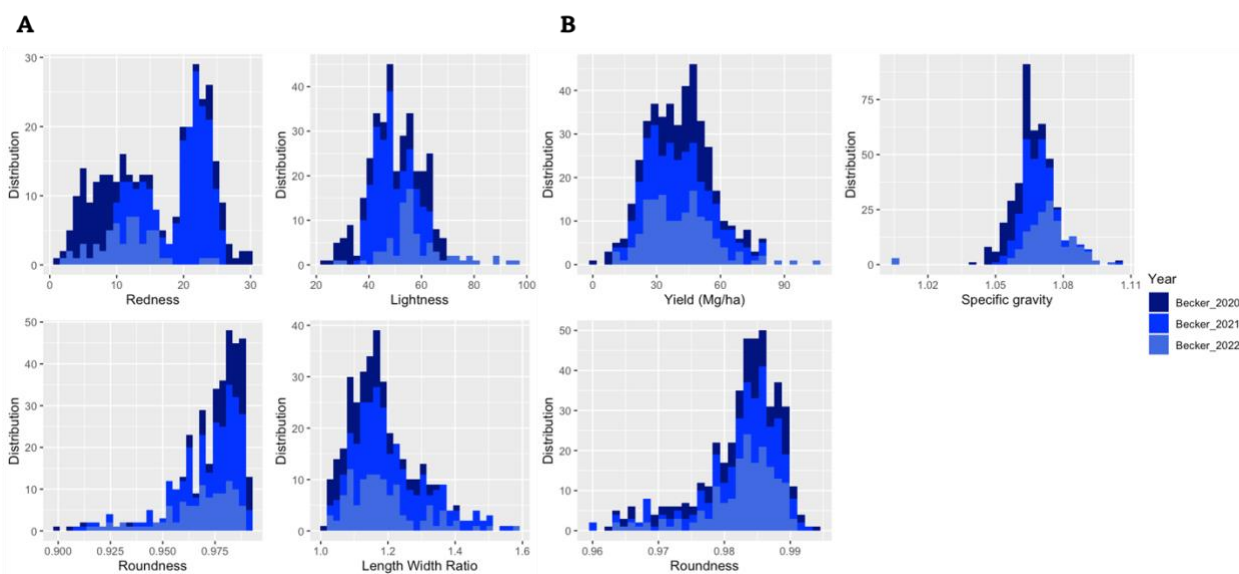 A
B
30
20
10
0
Distribution
0 10 20 30
Redness
40
30
20
10
0
Distribution
20 40 60 80 100
Lightness
40
30
20
10
0
Distribution
0 30 60 90
Yield (Mg/ha)
75
50
25
0
Distribution
1.02 1.05 1.08 1.11
Specific gravity
50
40
30
20
10
0
Distribution
0.900 0.925 0.950 0.975
Roundness
40
30
20
10
0
Distribution
1.0 1.2 1.4 1.6
Length Width Ratio
50
40
30
20
10
0
Distribution
0.96 0.97 0.98 0.99
Roundness
Year
Becker_2020
Becker_2021
Becker_2022